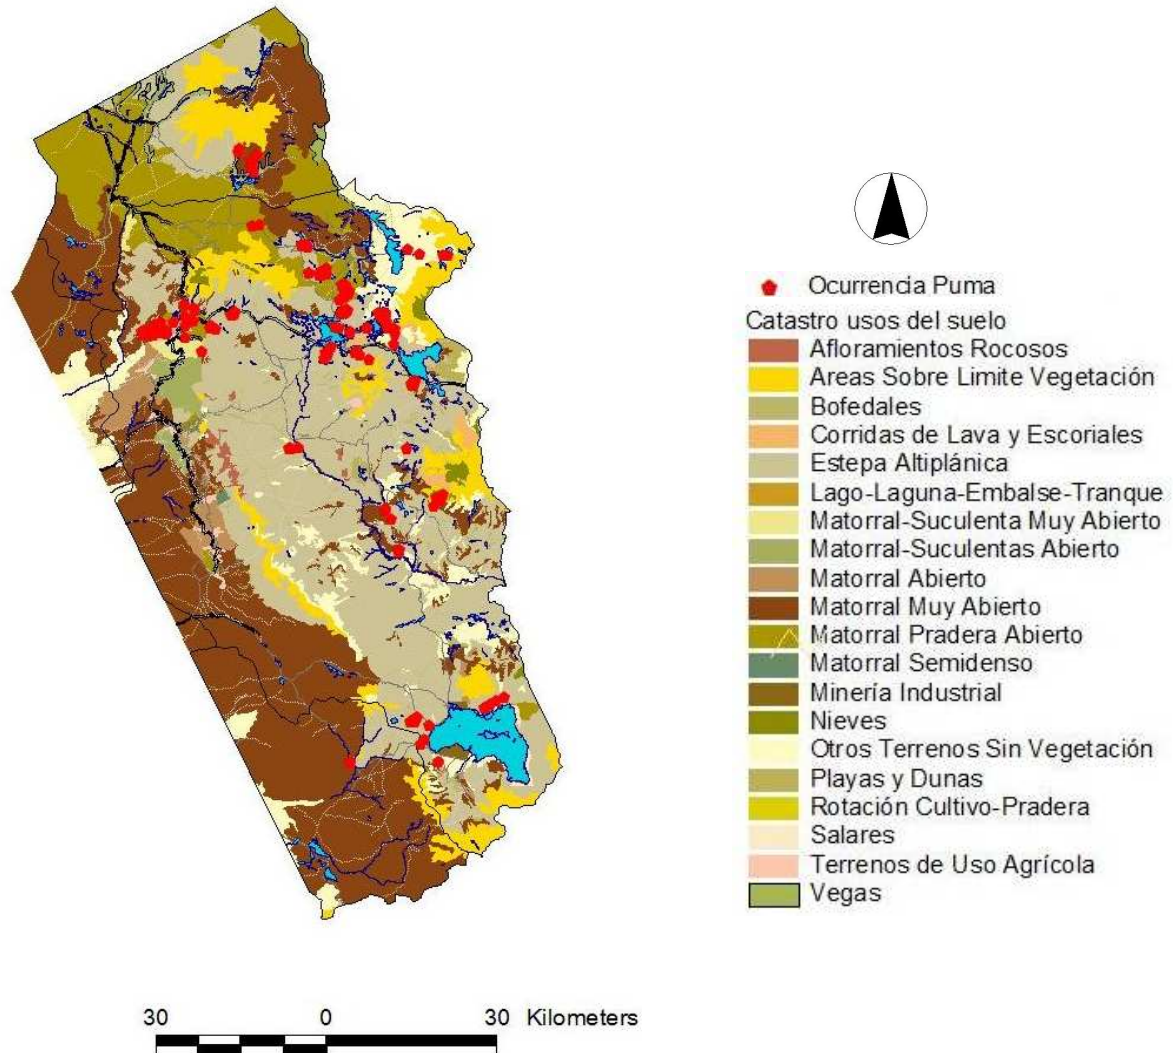 Ocurrencia Puma
Catastro usos del suelo
Afloramientos Rocosos
Areas Sobre Limite Vegetación
Bofedales
Corridas de Lava y Escoriales
Estepa Altiplánica
Lago-Laguna-Embalse-Tranque
Matorral-Suculenta Muy Abierto
Matorral-Suculentas Abierto
Matorral Abierto
Matorral Muy Abierto
Matorral Pradera Abierto
Matorral Semidenso
Minería Industrial
Nieves
Otros Terrenos Sin Vegetación
Playas y Dunas
Rotación Cultivo-Pradera
Salares
Terrenos de Uso Agrícola
Vegas
30 0 30 Kilometers